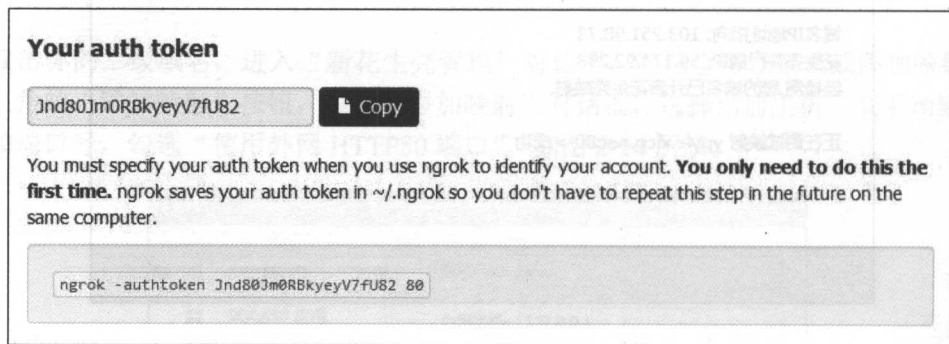 Your auth token
Jnd80Jm0RBkyeyV7fU82 Copy
You must specify your auth token when you use ngrok to identify your account. You only need to do this the
first time. ngrok saves your auth token in ~/.ngrok so you don't have to repeat this step in the future on the
same computer.
ngrok -authtoken Jnd80Jm0RBkyeyV7fU82 80